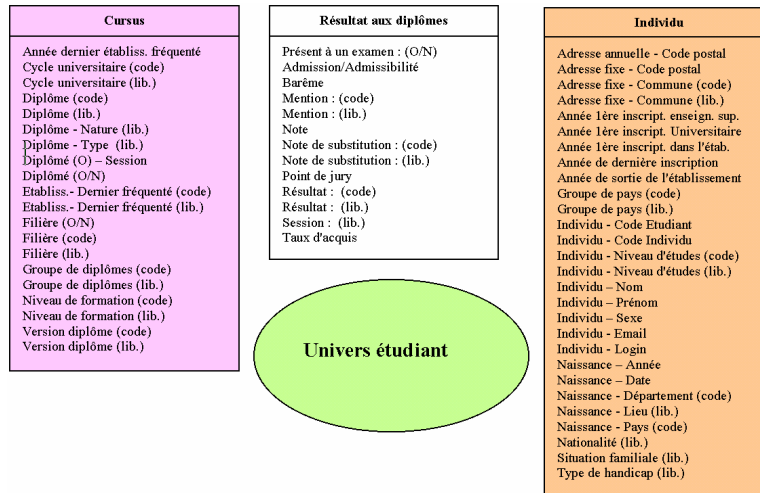 Cursus
Année dernier établiss. fréquenté
Cycle universitaire (code)
Cycle universitaire (lib.)
Diplôme (code)
Diplôme (lib.)
Diplôme - Nature (lib.)
Diplôme - Type (lib.)
Diplômé (O) – Session
Diplômé (O/N)
Etabliss.- Dernier fréquenté (code)
Etabliss.- Dernier fréquenté (lib.)
Filière (O/N)
Filière (code)
Filière (lib.)
Groupe de diplômes (code)
Groupe de diplômes (lib.)
Niveau de formation (code)
Niveau de formation (lib.)
Version diplôme (code)
Version diplôme (lib.)
Résultat aux diplômes
Présent à un examen : (O/N)
Admission/Admissibilité
Barême
Mention : (code)
Mention : (lib.)
Note
Note de substitution : (code)
Note de substitution : (lib.)
Point de jury
Résultat : (code)
Résultat : (lib.)
Session : (lib.)
Taux d'acquis
Univers étudiant
Individu
Adresse annuelle - Code postal
Adresse fixe - Code postal
Adresse fixe - Commune (code)
Adresse fixe - Commune (lib.)
Année 1ère inscript. enseign. sup.
Année 1ère inscript. Universitaire
Année 1ère inscript. dans l'étab.
Année de dernière inscription
Année de sortie de l'établissement
Groupe de pays (code)
Groupe de pays (lib.)
Individu - Code Etudiant
Individu - Code Individu
Individu - Niveau d'études (code)
Individu - Niveau d'études (lib.)
Individu – Nom
Individu – Prénom
Individu – Sexe
Individu - Email
Individu - Login
Naissance – Année
Naissance – Date
Naissance - Département (code)
Naissance - Lieu (lib.)
Naissance - Pays (code)
Nationalité (lib.)
Situation familiale (lib.)
Type de handicap (lib.)